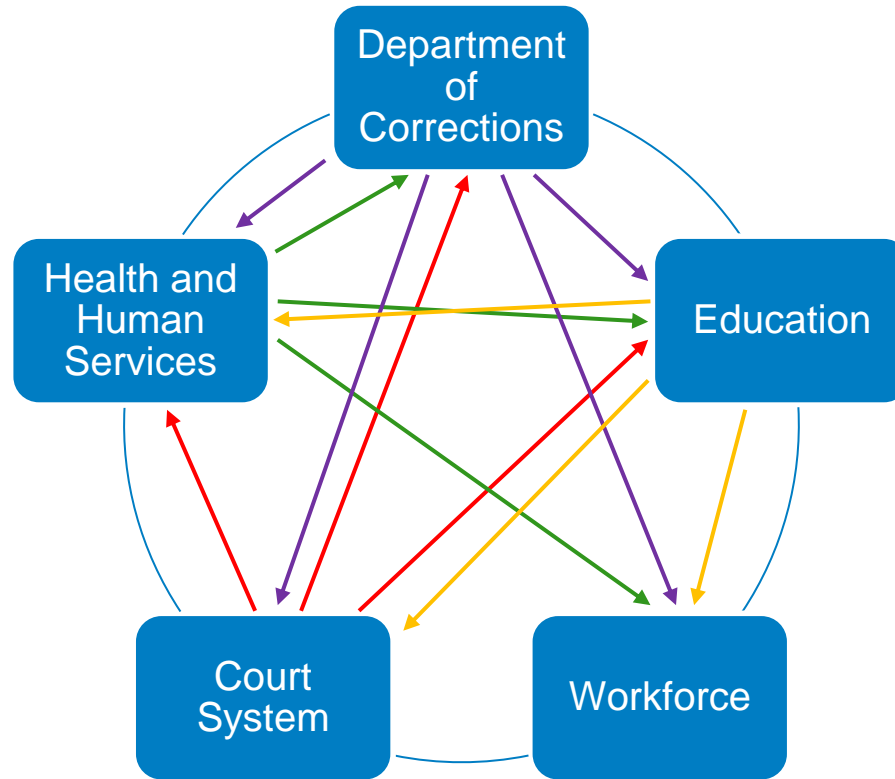 Department
of
Corrections
Health and
Human
Services
Education
Court
System
Workforce